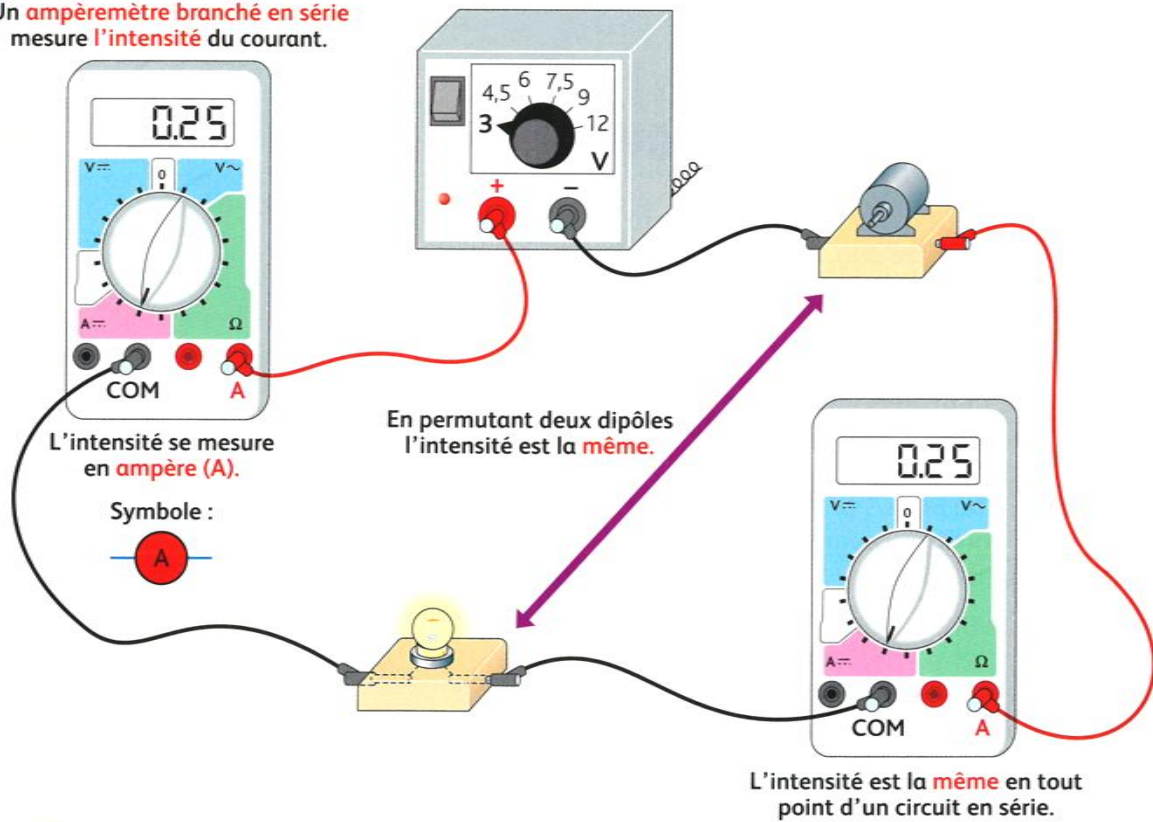 Un ampèremètre branché en série
mesure l'intensité du courant.
0.25
V
0
V~
A
Ω
COM
A
3
4,5
6
7,5
9
12
V
+
−
L'intensité se mesure
en ampère (A).
Symbole :
A
En permutant deux dipôles
l'intensité est la même.
0.25
V
0
V~
A
Ω
COM
A
L'intensité est la même en tout
point d'un circuit en série.